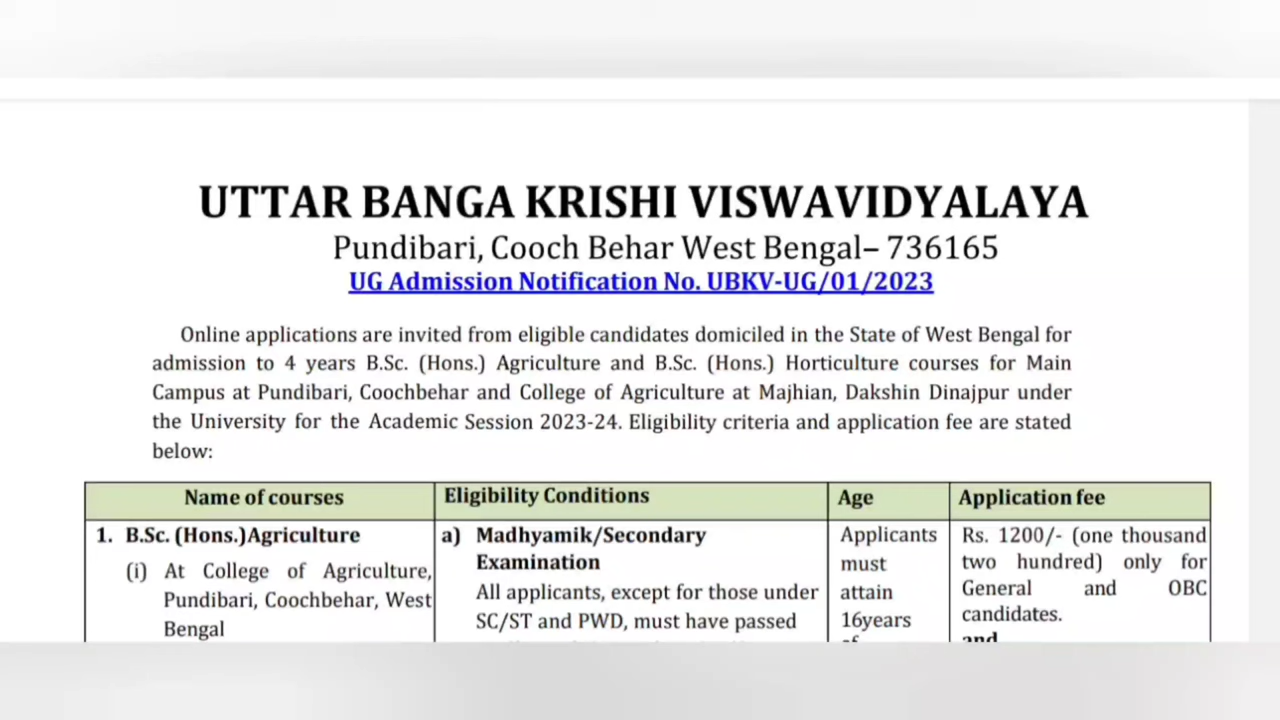 UTTAR BANGA KRISHI VISWAVIDYALAYA
Pundibari, Cooch Behar West Bengal– 736165
UG Admission Notification No. UBKV-UG/01/2023
Online applications are invited from eligible candidates domiciled in the State of West Bengal for
admission to 4 years B.Sc. (Hons.) Agriculture and B.Sc. (Hons.) Horticulture courses for Main
Campus at Pundibari, Coochbehar and College of Agriculture at Majhian, Dakshin Dinajpur under
the University for the Academic Session 2023-24. Eligibility criteria and application fee are stated
below:
Name of courses
Eligibility Conditions
Age
Application fee
1. B.Sc. (Hons.)Agriculture
(i) At College of Agriculture,
Pundibari, Coochbehar, West
Bengal
a) Madhyamik/Secondary
Examination
All applicants, except for those under
SC/ST and PWD, must have passed
Applicants
must
attain
16years
Rs. 1200/- (one thousand
two hundred) only for
General and OBC
candidates.
and